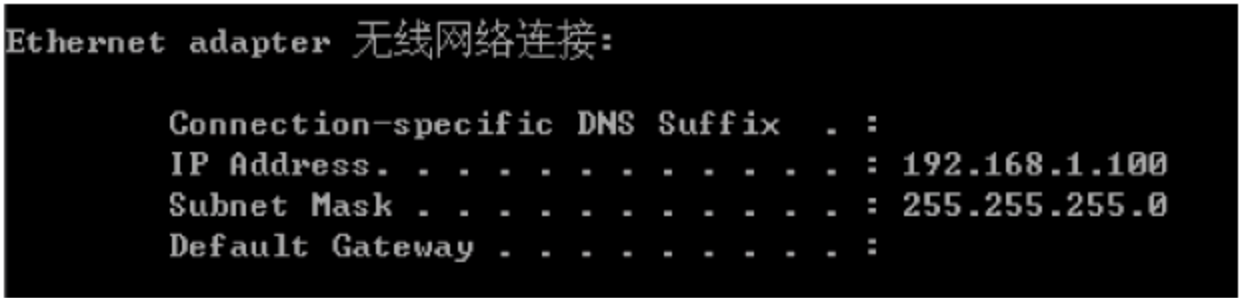 Ethernet adapter 无线网络连接:
Connection-specific DNS Suffix  . :
IP Address. . . . . . . . . . . . : 192.168.1.100
Subnet Mask . . . . . . . . . . . : 255.255.255.0
Default Gateway . . . . . . . . . :